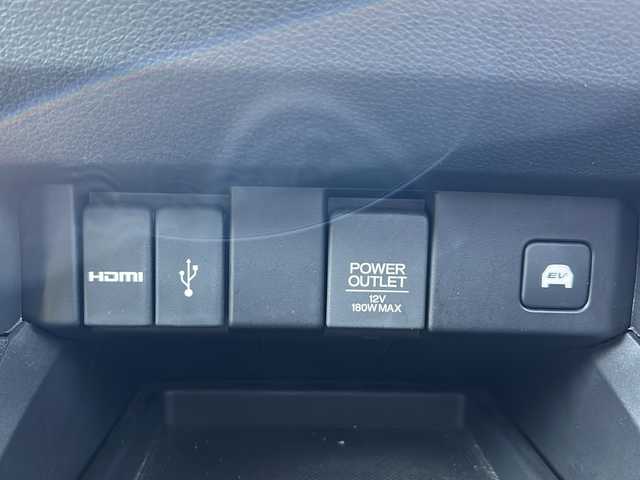 HDMI
POWER
OUTLET
12V
180W MAX
EV